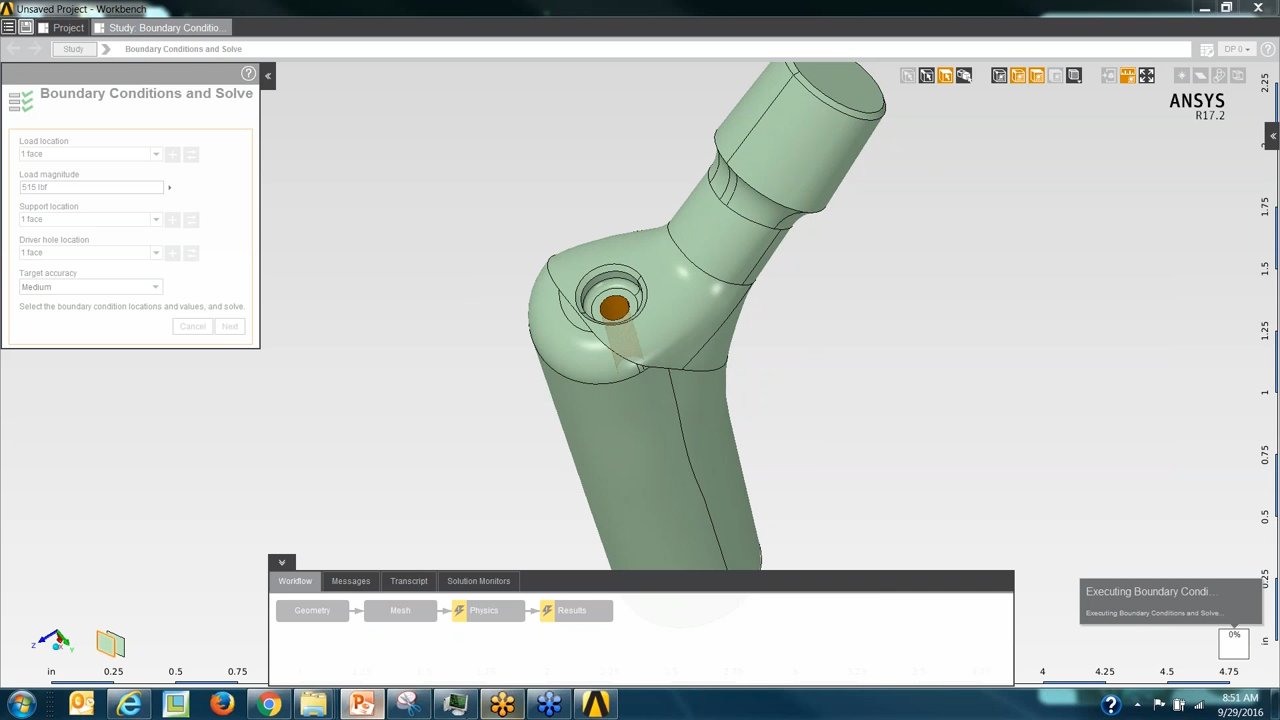 Unsaved Project - Workbench
Project
Study: Boundary Conditio...
Study
Boundary Conditions and Solve
DP 0
Boundary Conditions and Solve
Load location
1 face
Load magnitude
515 lbf
Support location
1 face
Driver hole location
1 face
Target accuracy
Medium
Select the boundary condition locations and values, and solve.
Cancel
Next
ANSYS
R17.2
2.25
1.75
1.5
1.25
1
0.75
0.5
0.25
in
Workflow
Messages
Transcript
Solution Monitors
Geometry
Mesh
Physics
Results
Executing Boundary Condi...
Executing Boundary Conditions and Solve...
0%
Z
in
0.25
0.5
0.75
4
4.25
4.5
4.75
8:51 AM
9/29/2016